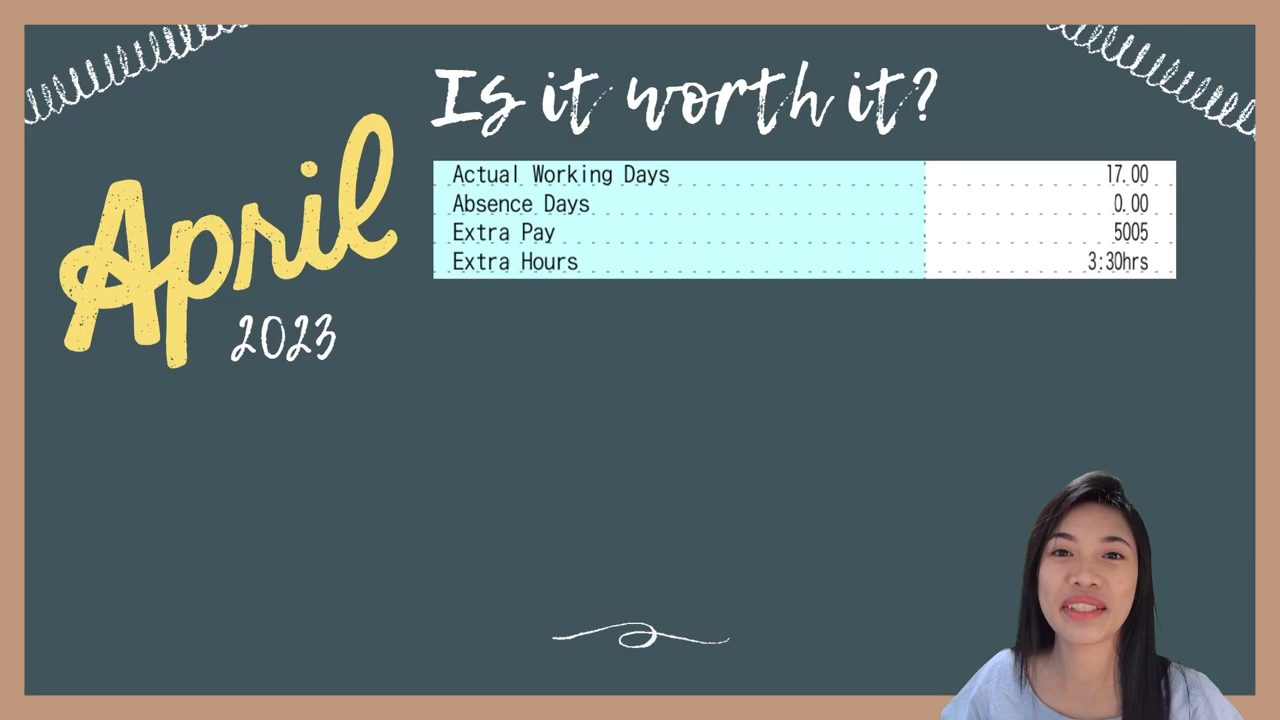 Is it worth it?
April
2023
Actual Working Days 17.00
Absence Days 0.00
Extra Pay 5005
Extra Hours 3:30hrs